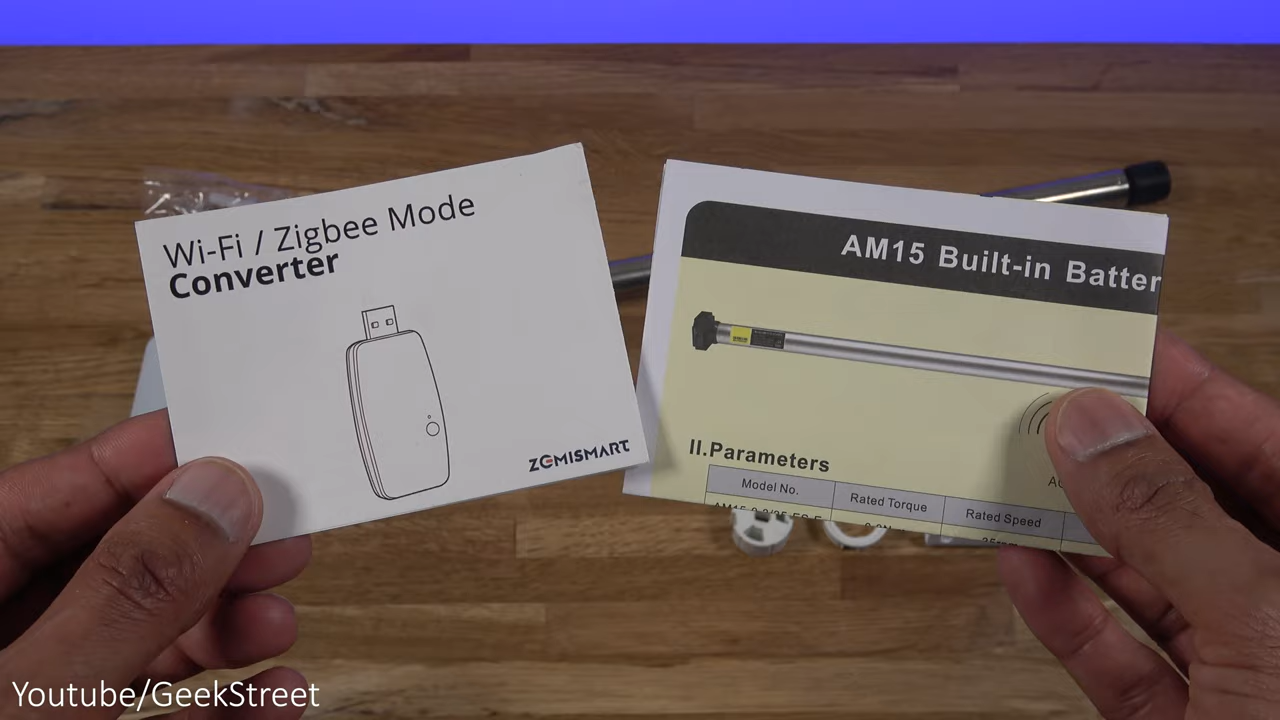 Wi-Fi / Zigbee Mode
Converter
ZEMISMART
AM15 Built-in Batter
II.Parameters
Model No.
Rated Torque
Rated Speed
Youtube/GeekStreet